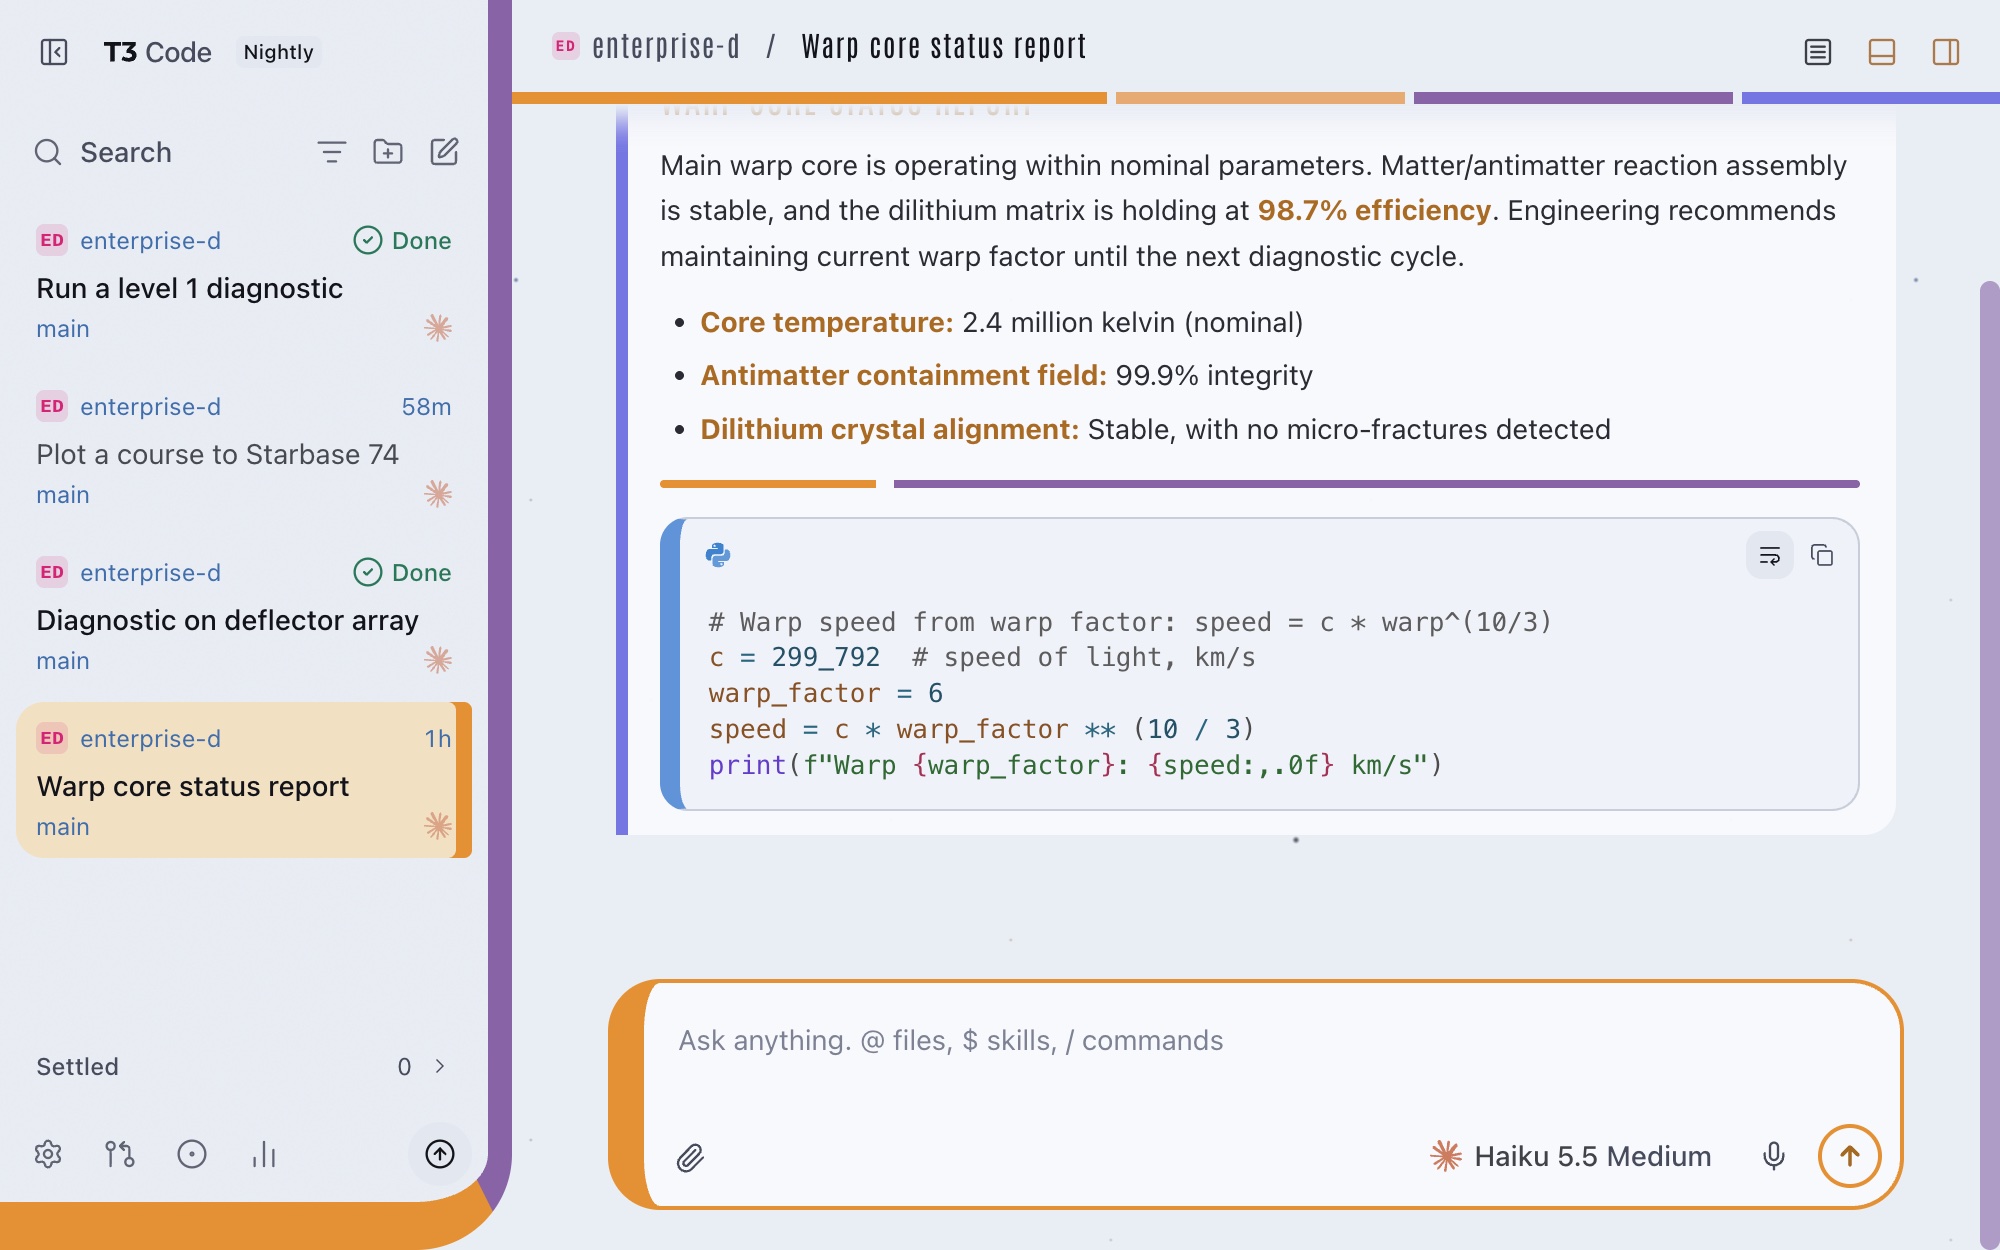 T3 Code Nightly
Search
ED enterprise-d Done
Run a level 1 diagnostic
main
ED enterprise-d 58m
Plot a course to Starbase 74
main
ED enterprise-d Done
Diagnostic on deflector array
main
ED enterprise-d 1h
Warp core status report
main
Settled 0
ED enterprise-d / Warp core status report
WARP CORE STATUS REPORT
Main warp core is operating within nominal parameters. Matter/antimatter reaction assembly
is stable, and the dilithium matrix is holding at 98.7% efficiency. Engineering recommends
maintaining current warp factor until the next diagnostic cycle.
• Core temperature: 2.4 million kelvin (nominal)
• Antimatter containment field: 99.9% integrity
• Dilithium crystal alignment: Stable, with no micro-fractures detected
# Warp speed from warp factor: speed = c * warp^(10/3)
c = 299_792  # speed of light, km/s
warp_factor = 6
speed = c * warp_factor ** (10 / 3)
print(f"Warp {warp_factor}: {speed:,.0f} km/s")
Ask anything. @ files, $ skills, / commands
Haiku 5.5 Medium